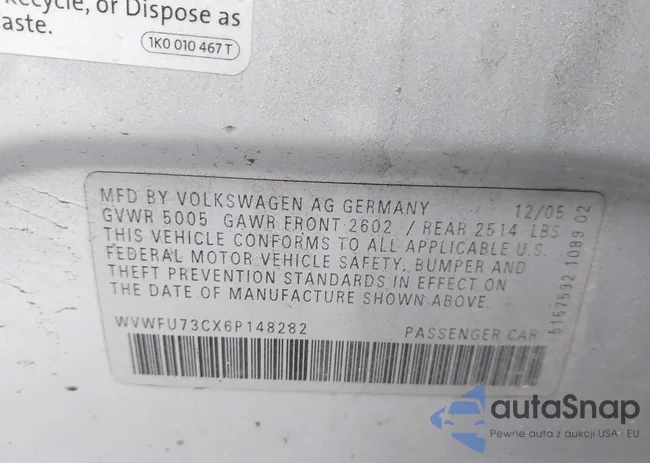 Recycle, or Dispose as
aste.
1K0 010 467 T
MFD BY VOLKSWAGEN AG GERMANY 12/05
GVWR 5005 GAWR FRONT 2602 / REAR 2514 LBS
THIS VEHICLE CONFORMS TO ALL APPLICABLE U.S.
FEDERAL MOTOR VEHICLE SAFETY, BUMPER AND
THEFT PREVENTION STANDARDS IN EFFECT ON
THE DATE OF MANUFACTURE SHOWN ABOVE.
WVWFU73CX6P148282 PASSENGER CAR
5157592 1089 02
autaSnap
Pewne auta z aukcji USA i EU